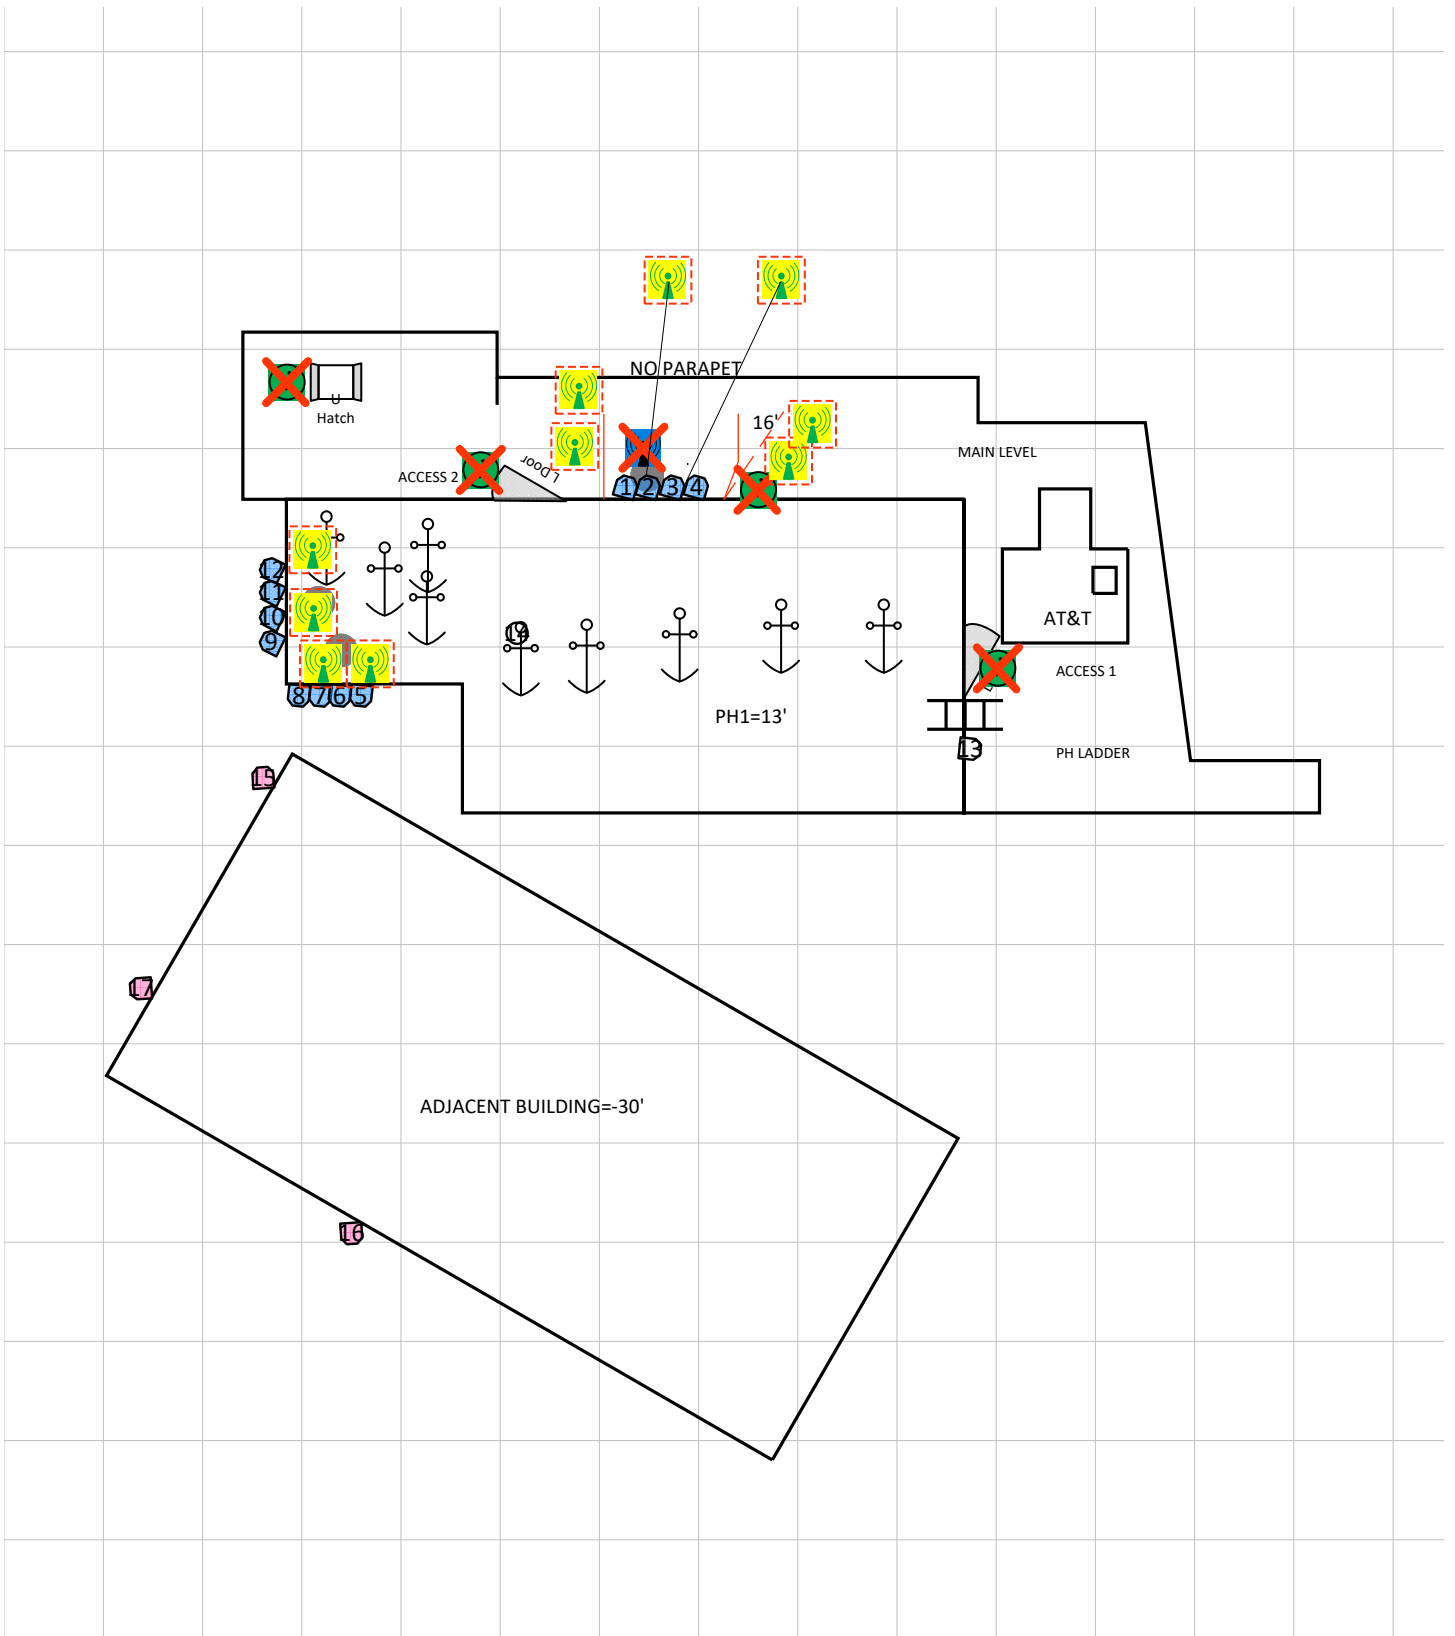 NO PARAPET
16'
U
Hatch
MAIN LEVEL
ACCESS 2
L Door
1 2 3 4
12
11
10
9
14
AT&T
ACCESS 1
8 7 6 5
PH1=13'
13
PH LADDER
15
17
ADJACENT BUILDING=-30'
16